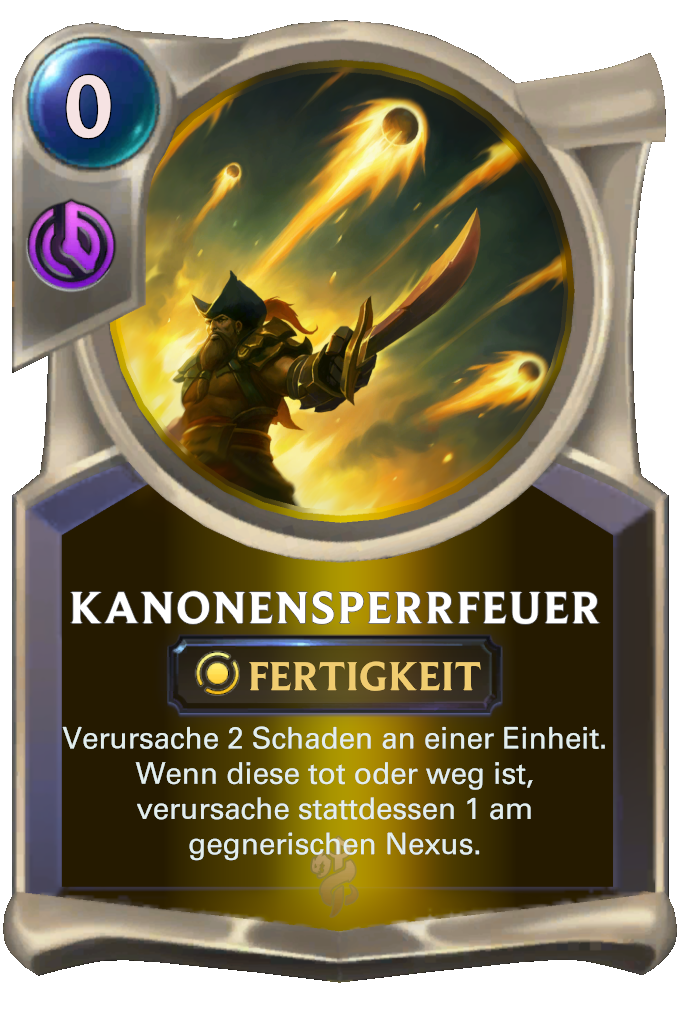 0
KANONENSPERRFEUER
FERTIGKEIT
Verursache 2 Schaden an einer Einheit.
Wenn diese tot oder weg ist,
verursache stattdessen 1 am
gegnerischen Nexus.